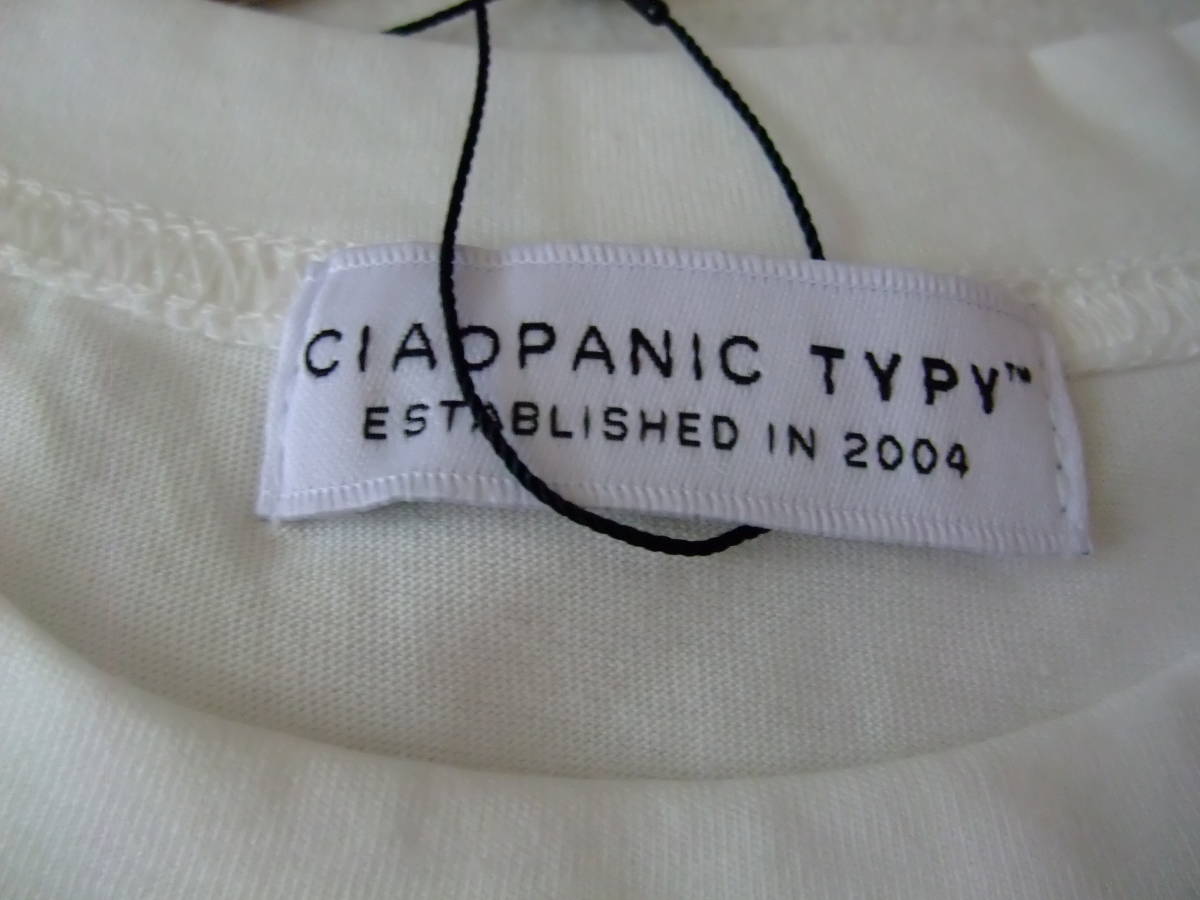 CIAOPANIC TYPY™
ESTABLISHED IN 2004